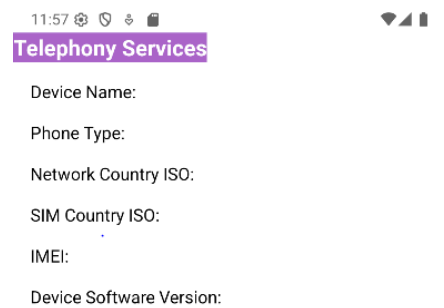 11:57
Telephony Services
Device Name:
Phone Type:
Network Country ISO:
SIM Country ISO:
IMEI:
Device Software Version: